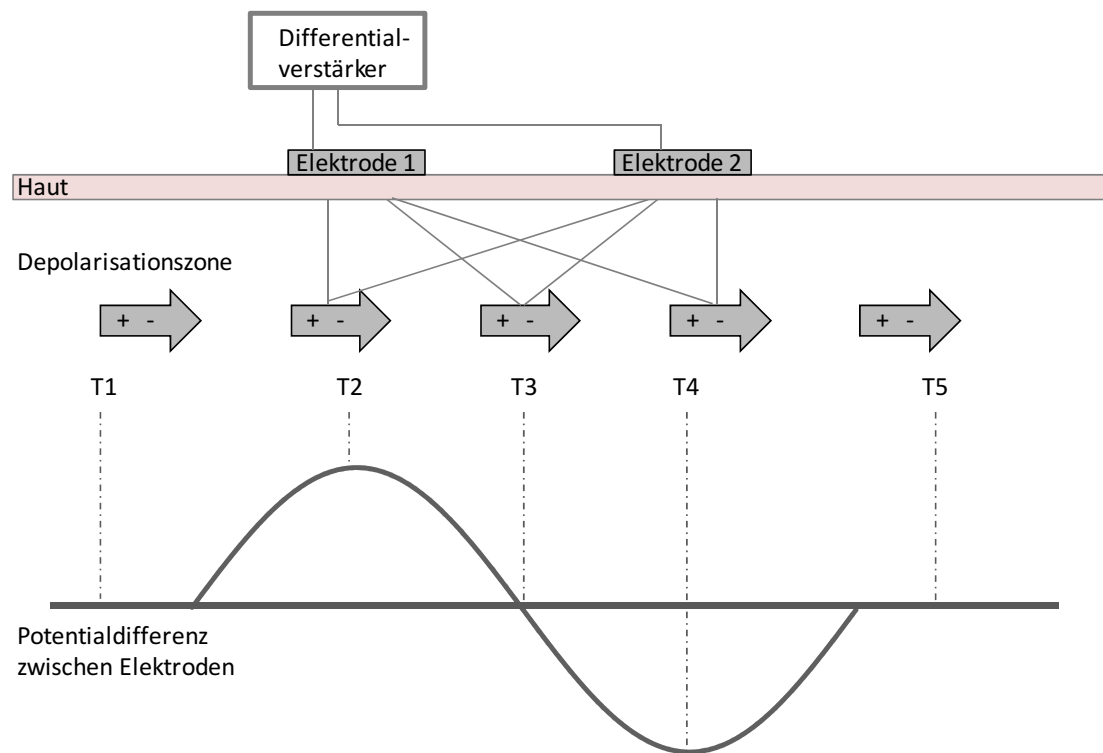 Differential-
verstärker
Elektrode 1
Elektrode 2
Haut
Depolarisationszone
+ -
+ -
+ -
+ -
+ -
T1
T2
T3
T4
T5
Potentialdifferenz
zwischen Elektroden